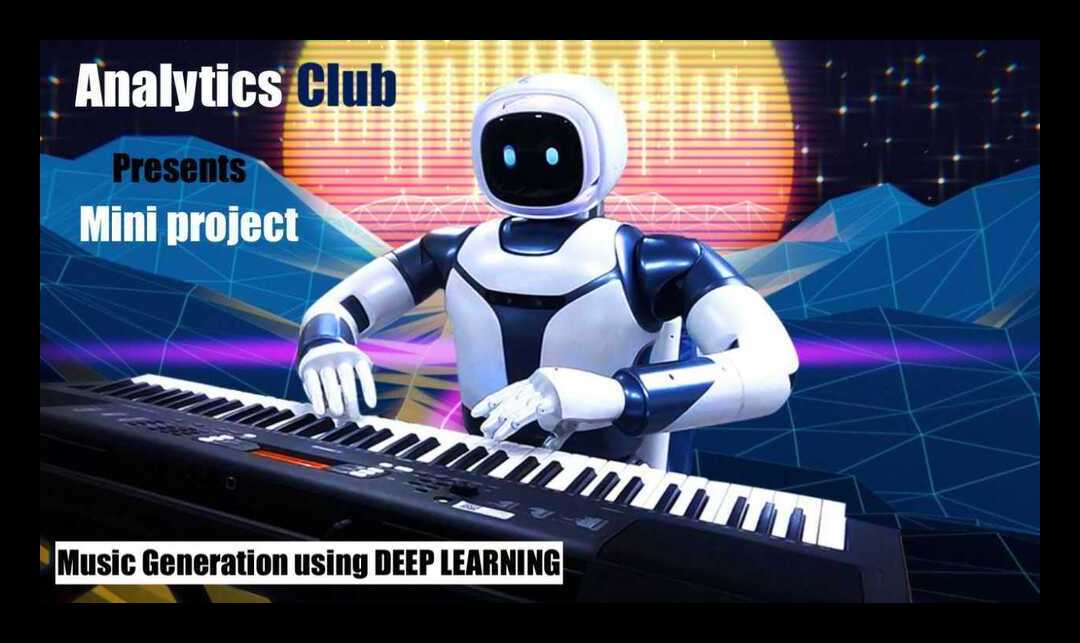 Analytics Club
Presents
Mini project
Music Generation using DEEP LEARNING